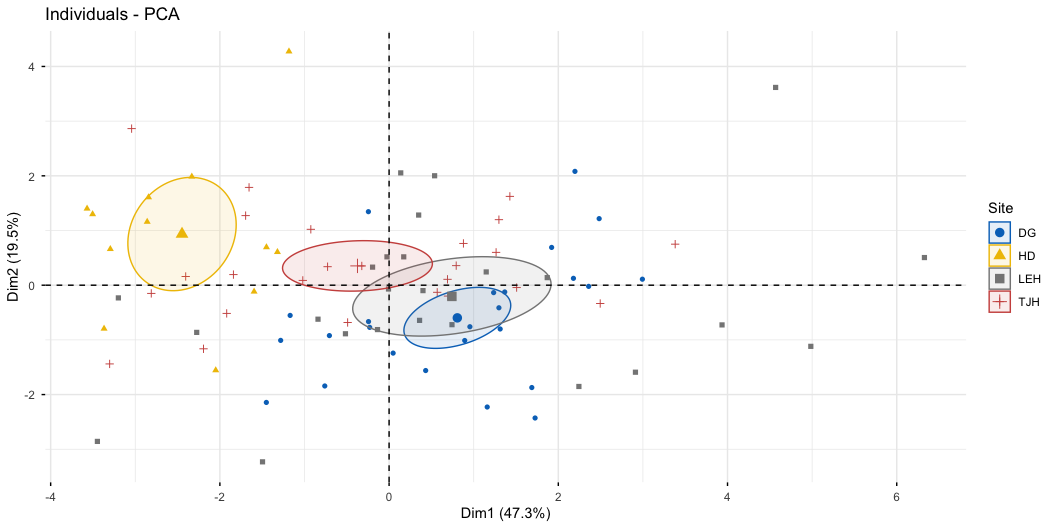 Individuals - PCA
4
2
0
-2
-4
-2
0
2
4
6
Dim2 (19.5%)
Dim1 (47.3%)
Site
DG
HD
LEH
TJH